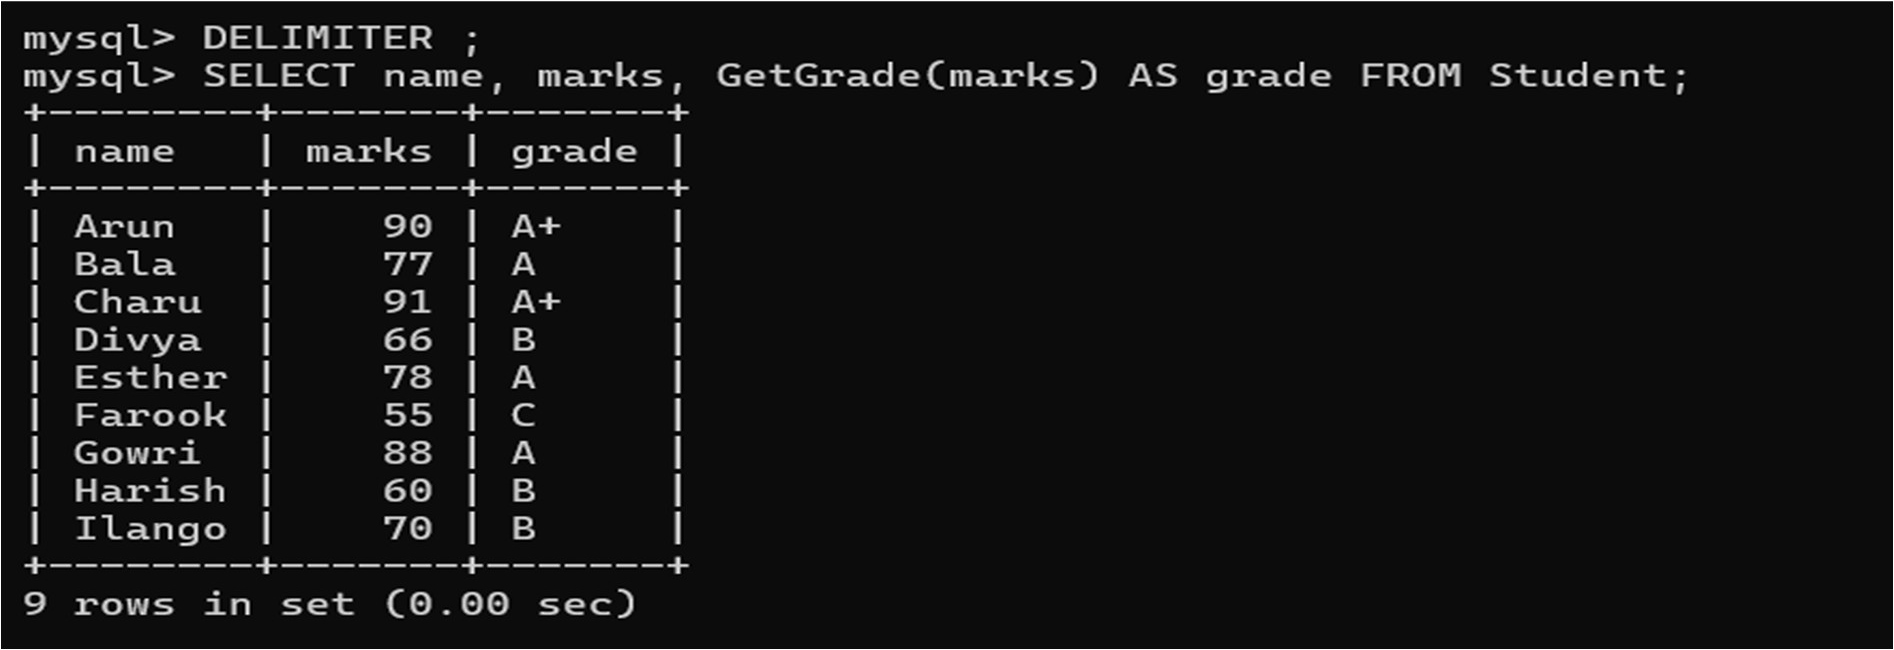 mysql> DELIMITER ;
mysql> SELECT name, marks, GetGrade(marks) AS grade FROM Student;
+--------+-------+-------+
| name   | marks | grade |
+--------+-------+-------+
| Arun   |    90 | A+    |
| Bala   |    77 | A     |
| Charu  |    91 | A+    |
| Divya  |    66 | B     |
| Esther |    78 | A     |
| Farook |    55 | C     |
| Gowri  |    88 | A     |
| Harish |    60 | B     |
| Ilango |    70 | B     |
+--------+-------+-------+
9 rows in set (0.00 sec)